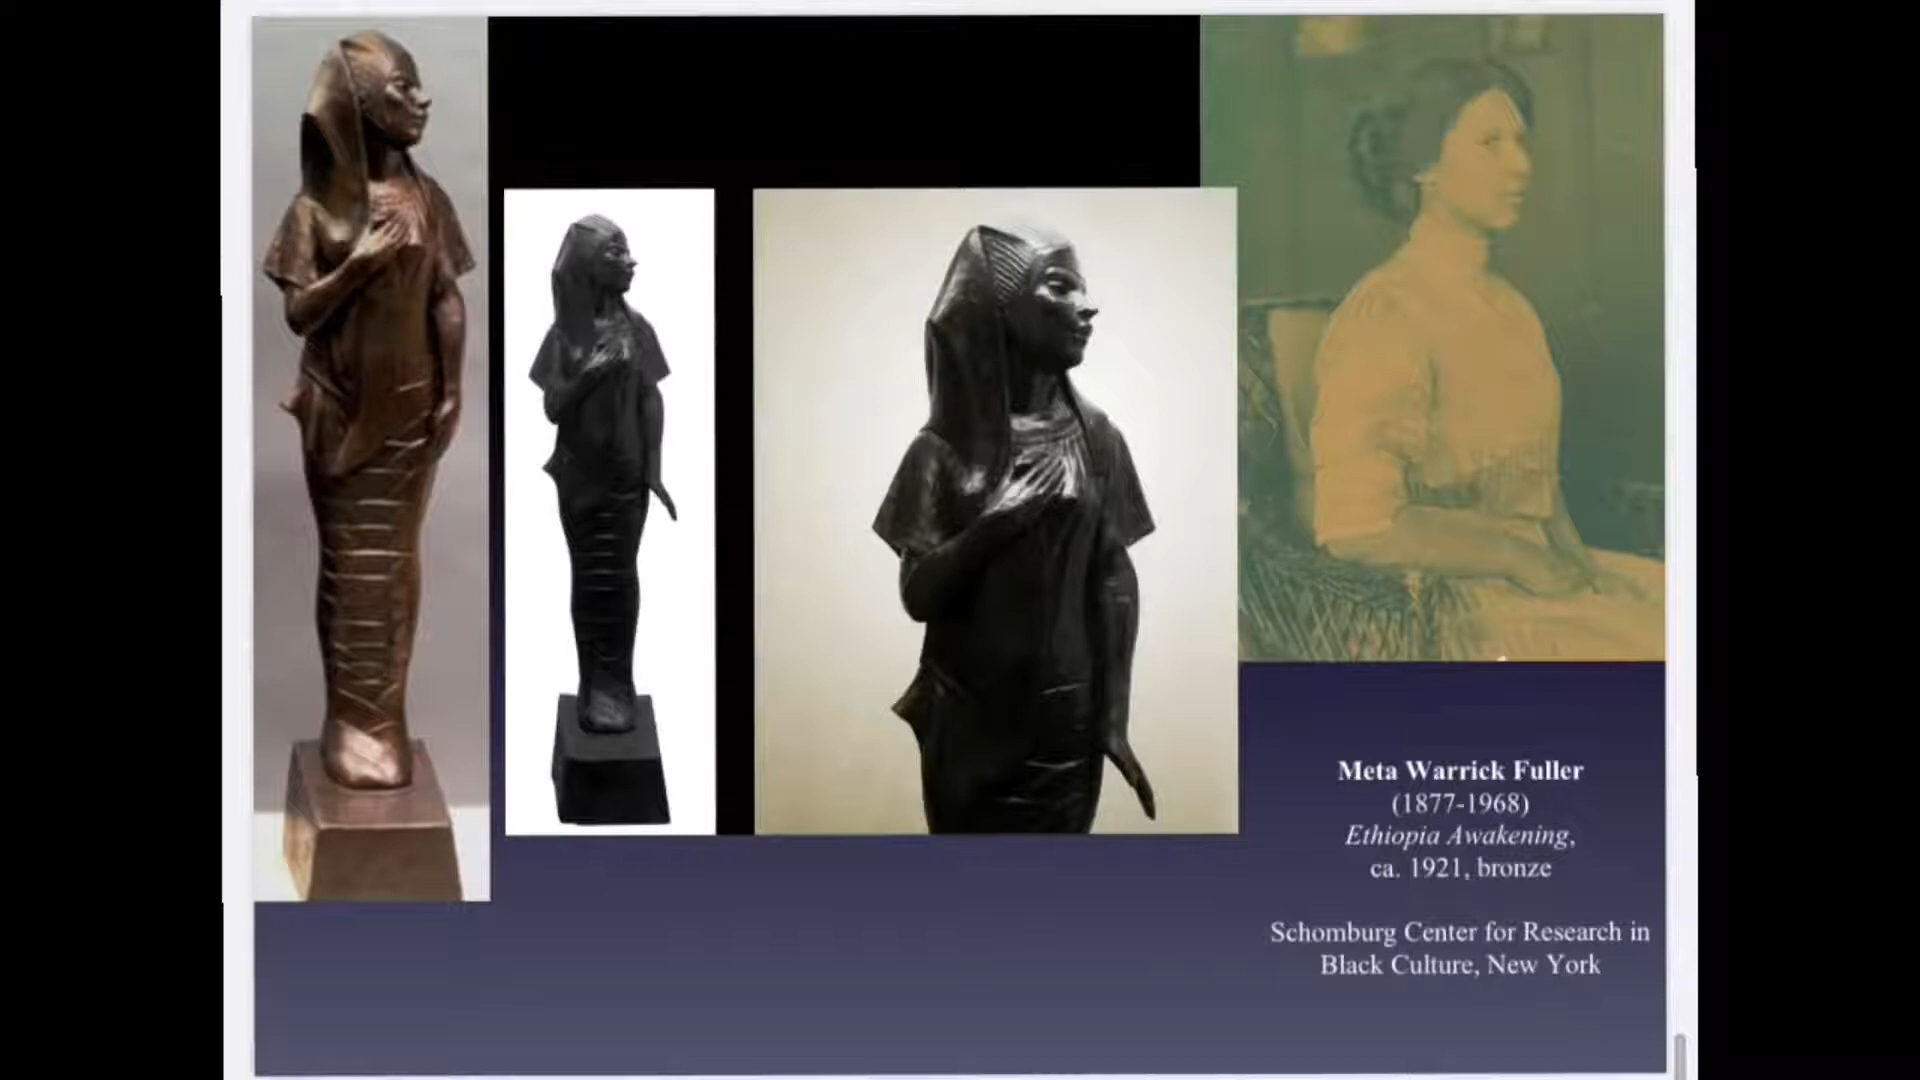 Meta Warrick Fuller
(1877-1968)
Ethiopia Awakening,
ca. 1921, bronze
Schomburg Center for Research in
Black Culture, New York